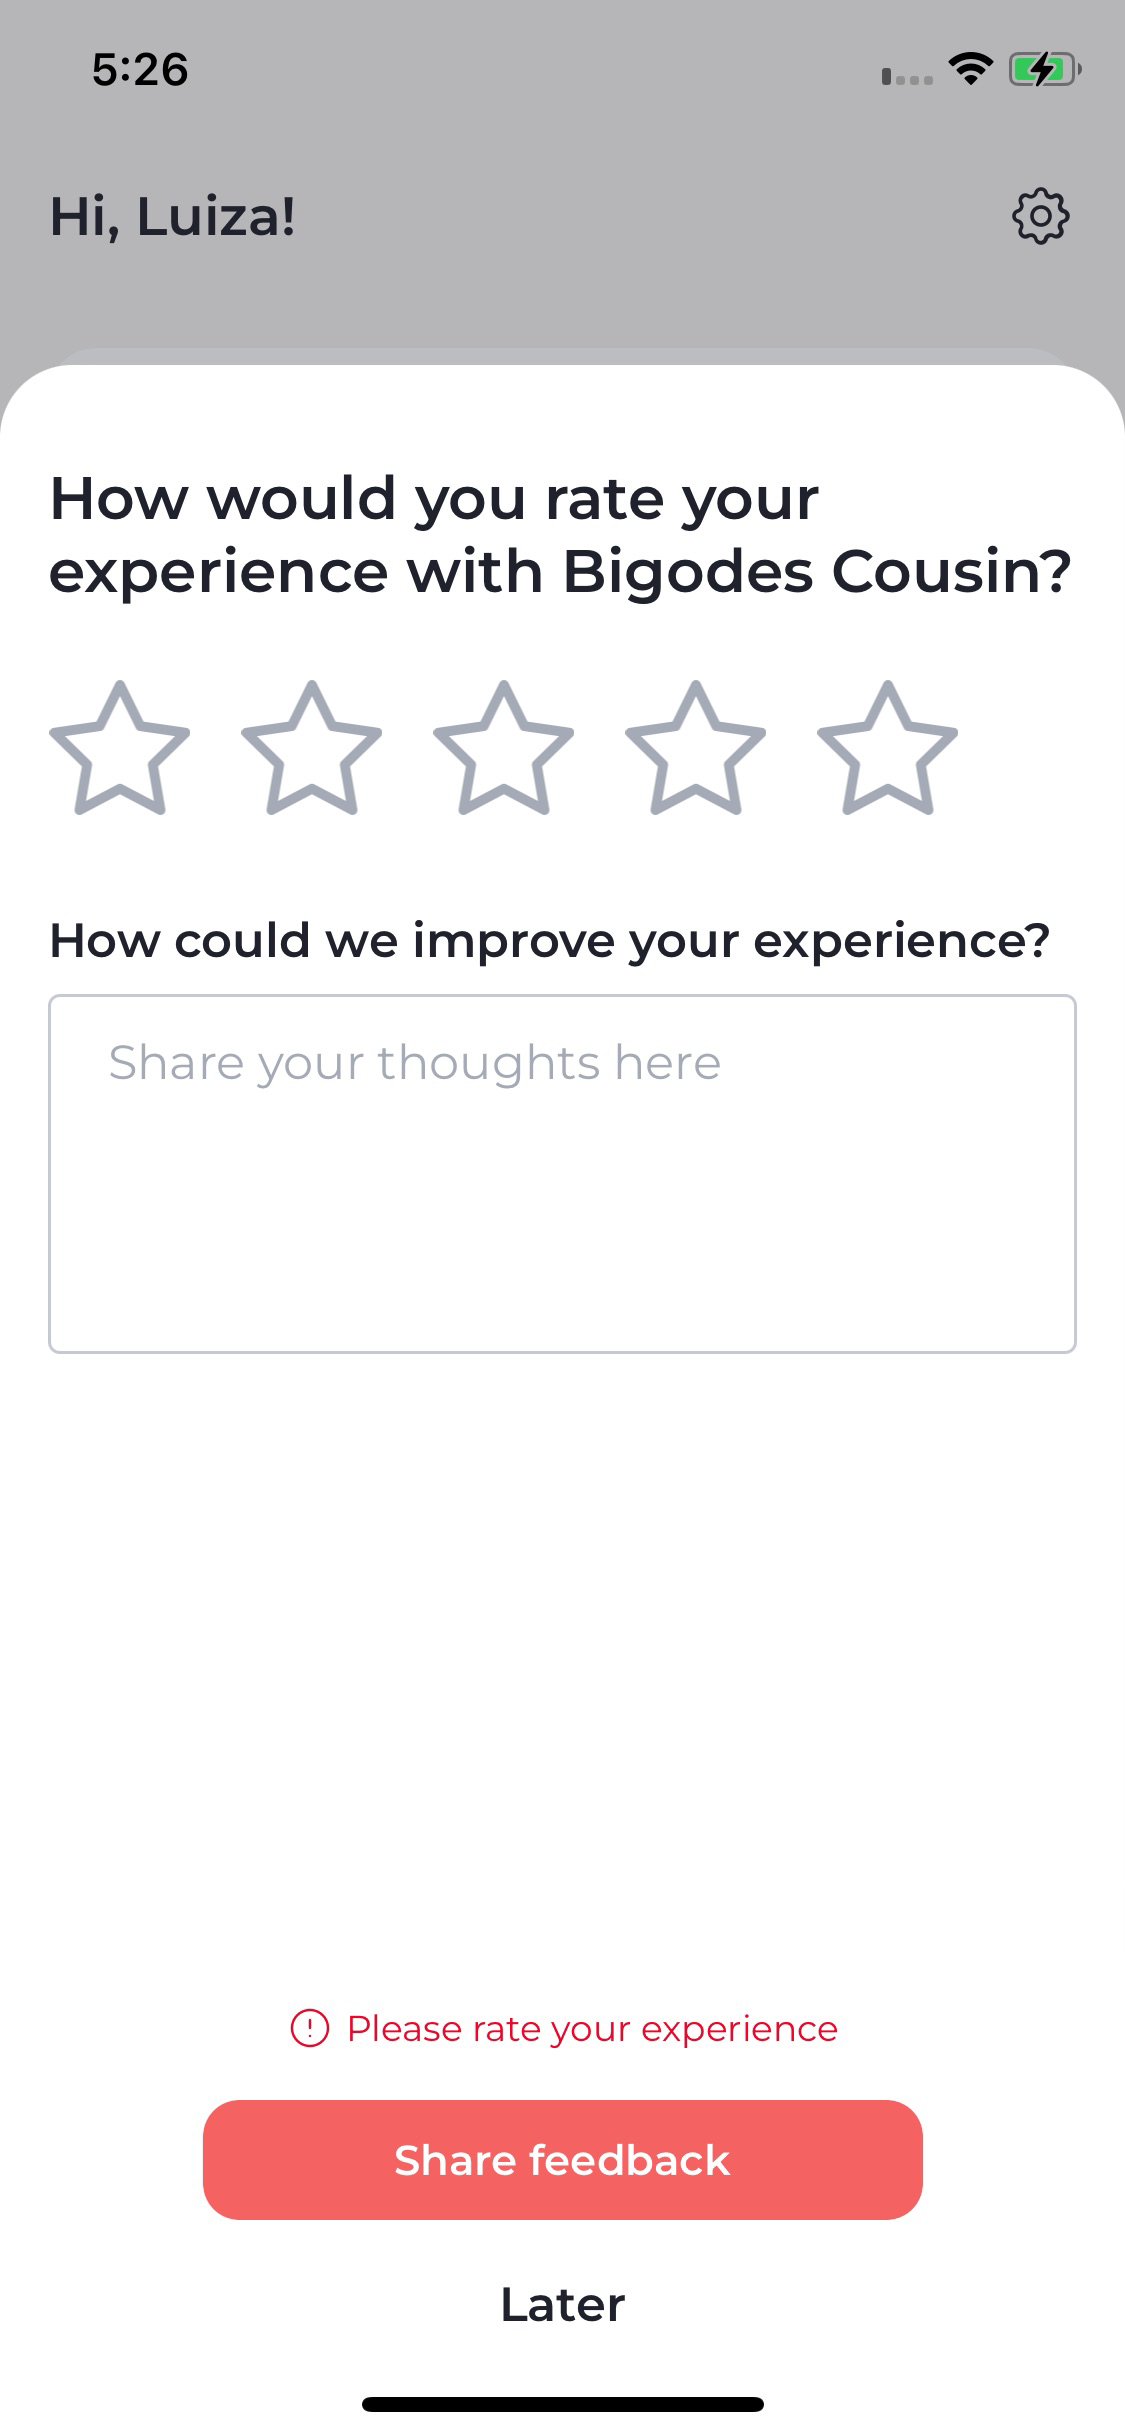 5:26
Hi, Luiza!
How would you rate your
experience with Bigodes Cousin?
How could we improve your experience?
Share your thoughts here
Please rate your experience
Share feedback
Later